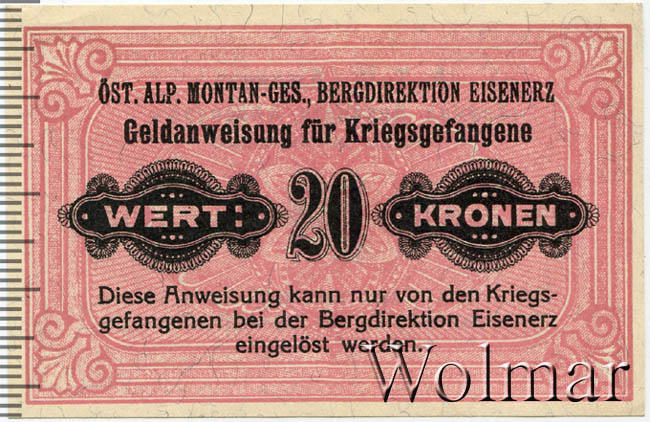 ÖST. ALP. MONTAN-GES., BERGDIREKTION EISENERZ
Geldanweisung für Kriegsgefangene
WERT: 20 KRONEN
Diese Anweisung kann nur von den Kriegs-
gefangenen bei der Bergdirektion Eisenerz
eingelöst werden.
Wolmar